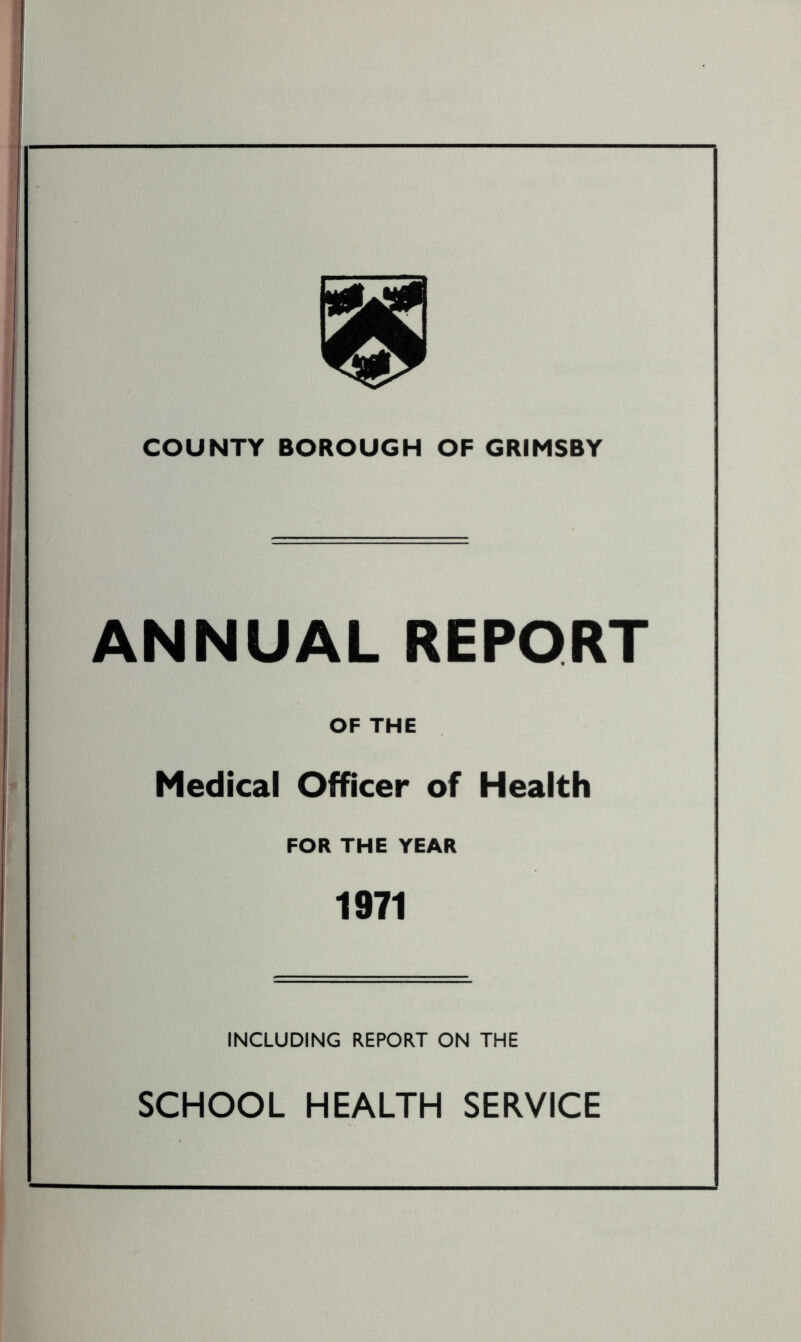 COUNTY BOROUGH OF GRIMSBY
ANNUAL REPORT
OF THE
Medical Officer of Health
FOR THE YEAR
1971
INCLUDING REPORT ON THE
SCHOOL HEALTH SERVICE